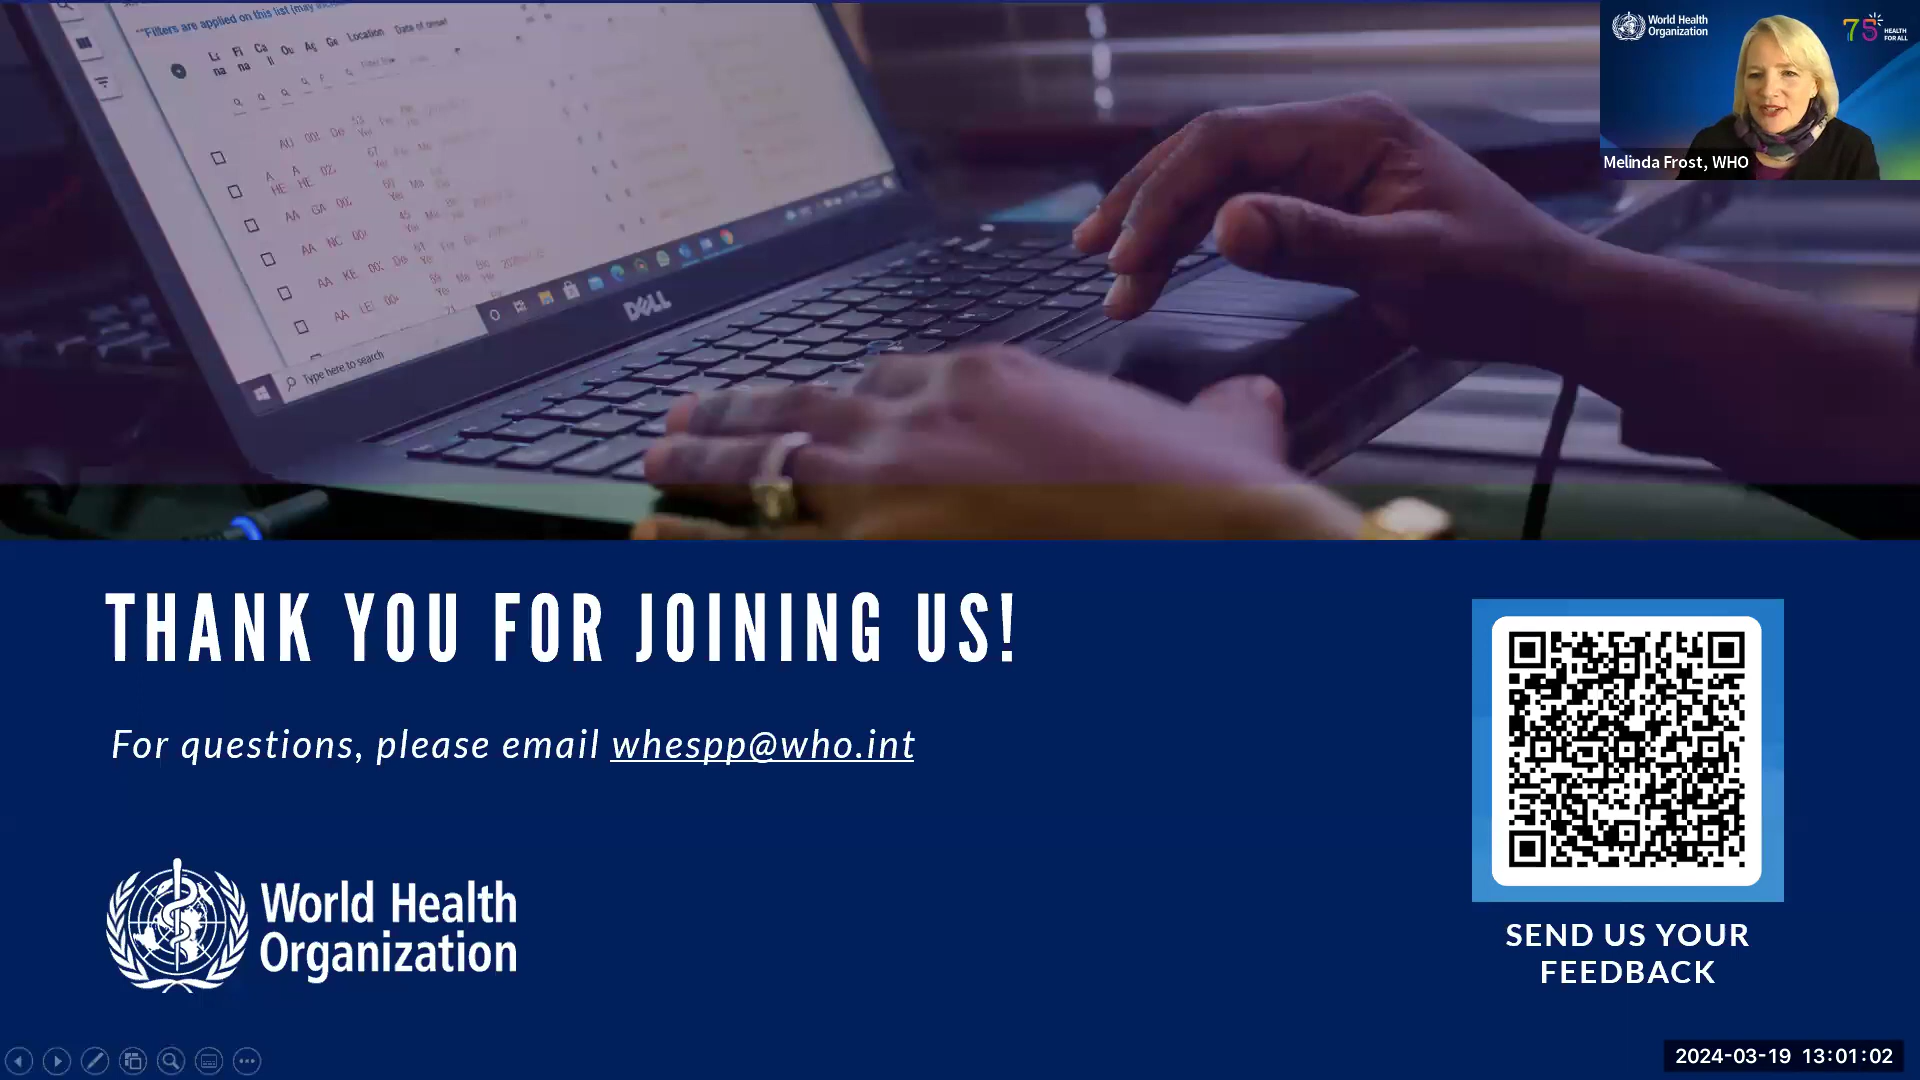 **Filters are applied on this list (may
Location Date of onset
World Health
Organization
75 HEALTH
FOR ALL
Melinda Frost, WHO
DELL
Type here to search
THANK YOU FOR JOINING US!
For questions, please email whespp@who.int
World Health
Organization
SEND US YOUR
FEEDBACK
2024-03-19 13:01:02